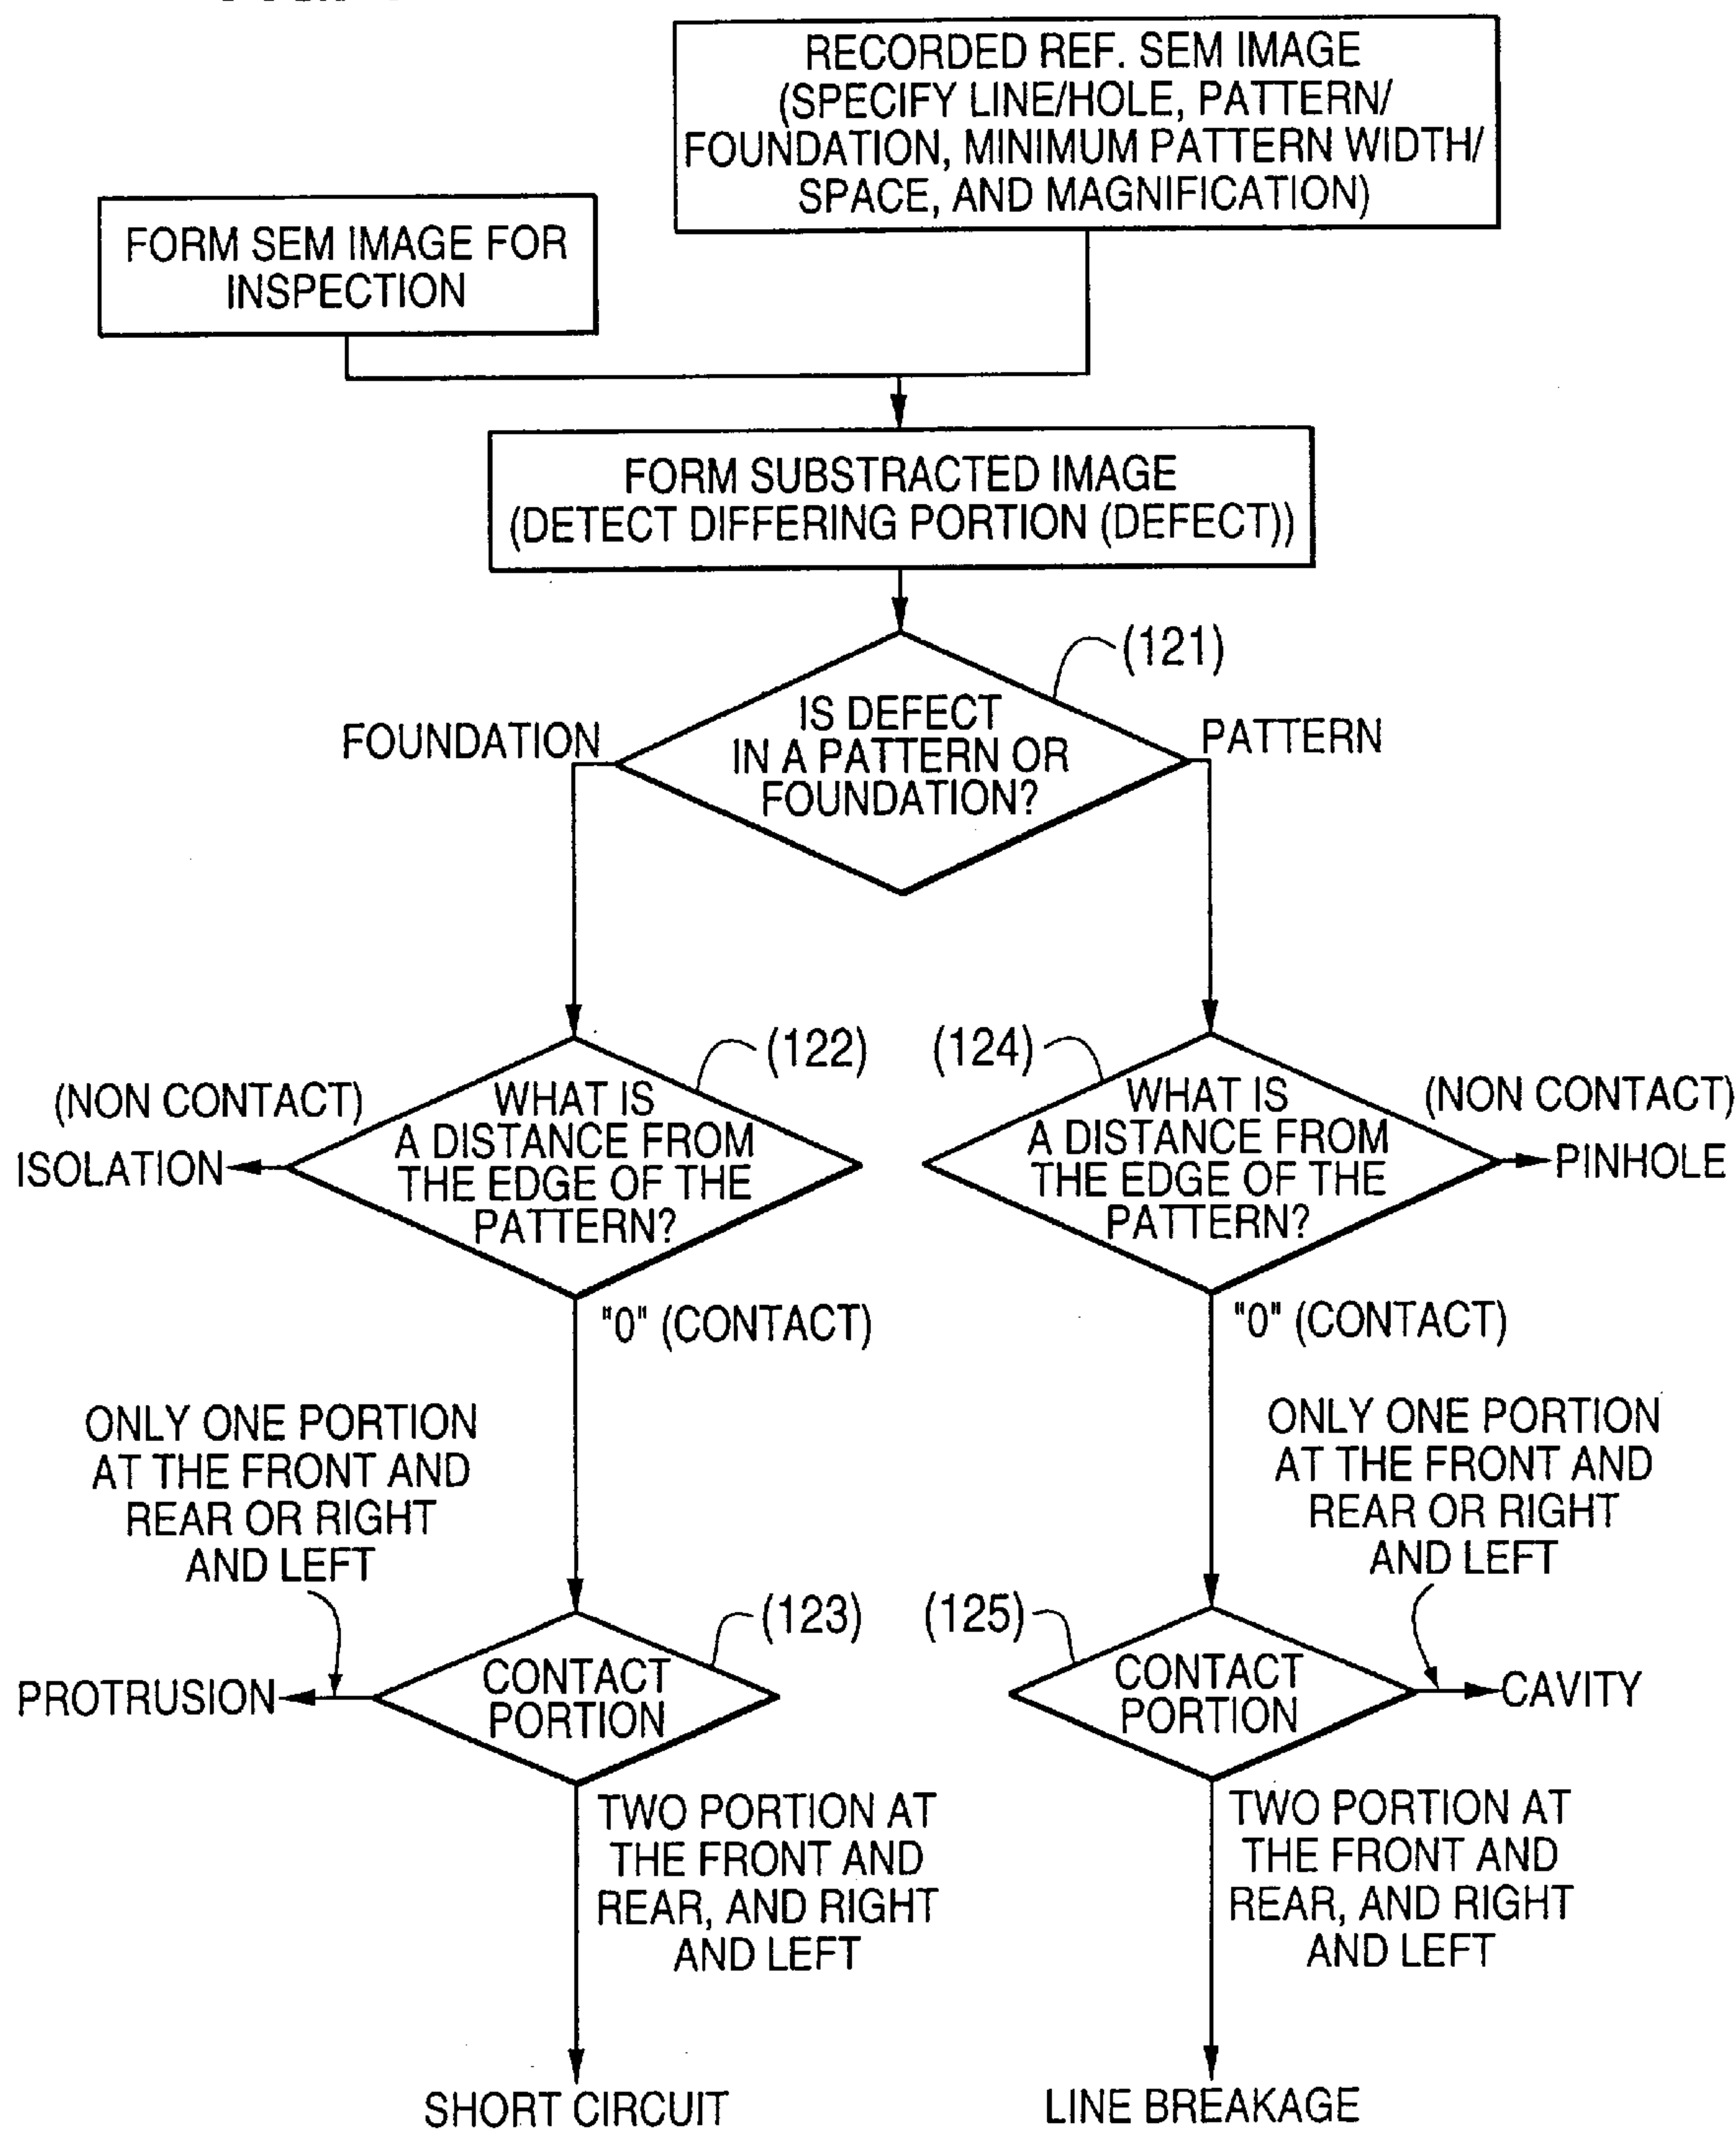 RECORDED REF. SEM IMAGE
(SPECIFY LINE/HOLE, PATTERN/
FOUNDATION, MINIMUM PATTERN WIDTH/
SPACE, AND MAGNIFICATION)
FORM SEM IMAGE FOR
INSPECTION
FORM SUBSTRACTED IMAGE
(DETECT DIFFERING PORTION (DEFECT))
(121)
IS DEFECT
IN A PATTERN OR
FOUNDATION?
FOUNDATION
PATTERN
(122)
WHAT IS
A DISTANCE FROM
THE EDGE OF THE
PATTERN?
(NON CONTACT)
ISOLATION
"0" (CONTACT)
(124)
WHAT IS
A DISTANCE FROM
THE EDGE OF THE
PATTERN?
(NON CONTACT)
PINHOLE
"0" (CONTACT)
ONLY ONE PORTION
AT THE FRONT AND
REAR OR RIGHT
AND LEFT
(123)
CONTACT
PORTION
PROTRUSION
TWO PORTION AT
THE FRONT AND
REAR, AND RIGHT
AND LEFT
SHORT CIRCUIT
ONLY ONE PORTION
AT THE FRONT AND
REAR OR RIGHT
AND LEFT
(125)
CONTACT
PORTION
CAVITY
TWO PORTION AT
THE FRONT AND
REAR, AND RIGHT
AND LEFT
LINE BREAKAGE